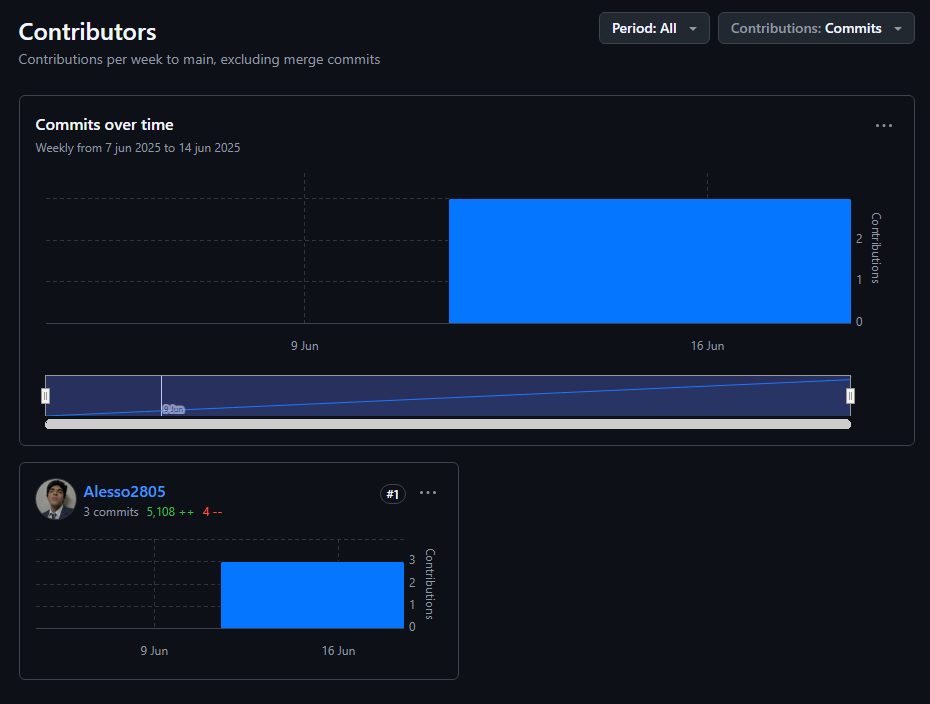 Contributors
Period: All
Contributions: Commits
Contributions per week to main, excluding merge commits
Commits over time
Weekly from 7 jun 2025 to 14 jun 2025
2
1
0
Contributions
9 Jun
16 Jun
9 Jun
Alesso2805
#1
3 commits 5,108 ++ 4 --
3
2
1
0
Contributions
9 Jun
16 Jun